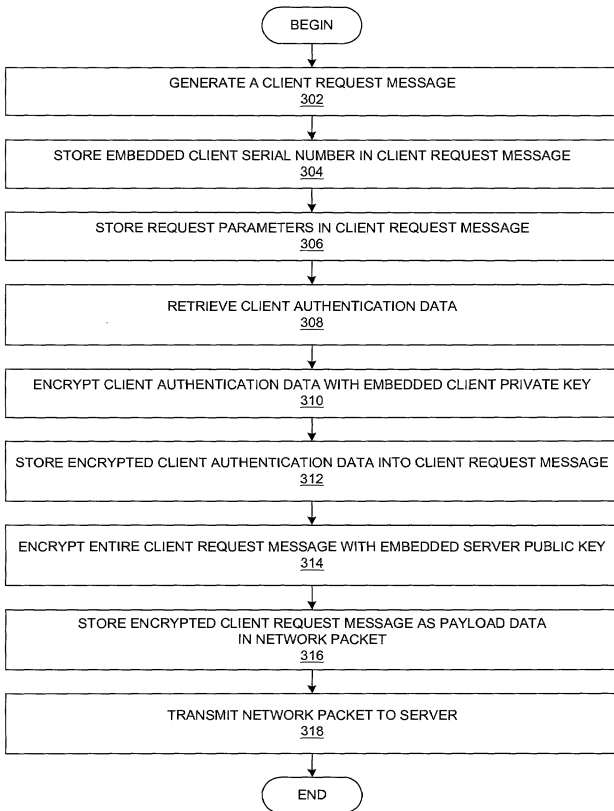 BEGIN
GENERATE A CLIENT REQUEST MESSAGE
302
STORE EMBEDDED CLIENT SERIAL NUMBER IN CLIENT REQUEST MESSAGE
304
STORE REQUEST PARAMETERS IN CLIENT REQUEST MESSAGE
306
RETRIEVE CLIENT AUTHENTICATION DATA
308
ENCRYPT CLIENT AUTHENTICATION DATA WITH EMBEDDED CLIENT PRIVATE KEY
310
STORE ENCRYPTED CLIENT AUTHENTICATION DATA INTO CLIENT REQUEST MESSAGE
312
ENCRYPT ENTIRE CLIENT REQUEST MESSAGE WITH EMBEDDED SERVER PUBLIC KEY
314
STORE ENCRYPTED CLIENT REQUEST MESSAGE AS PAYLOAD DATA
IN NETWORK PACKET
316
TRANSMIT NETWORK PACKET TO SERVER
318
END